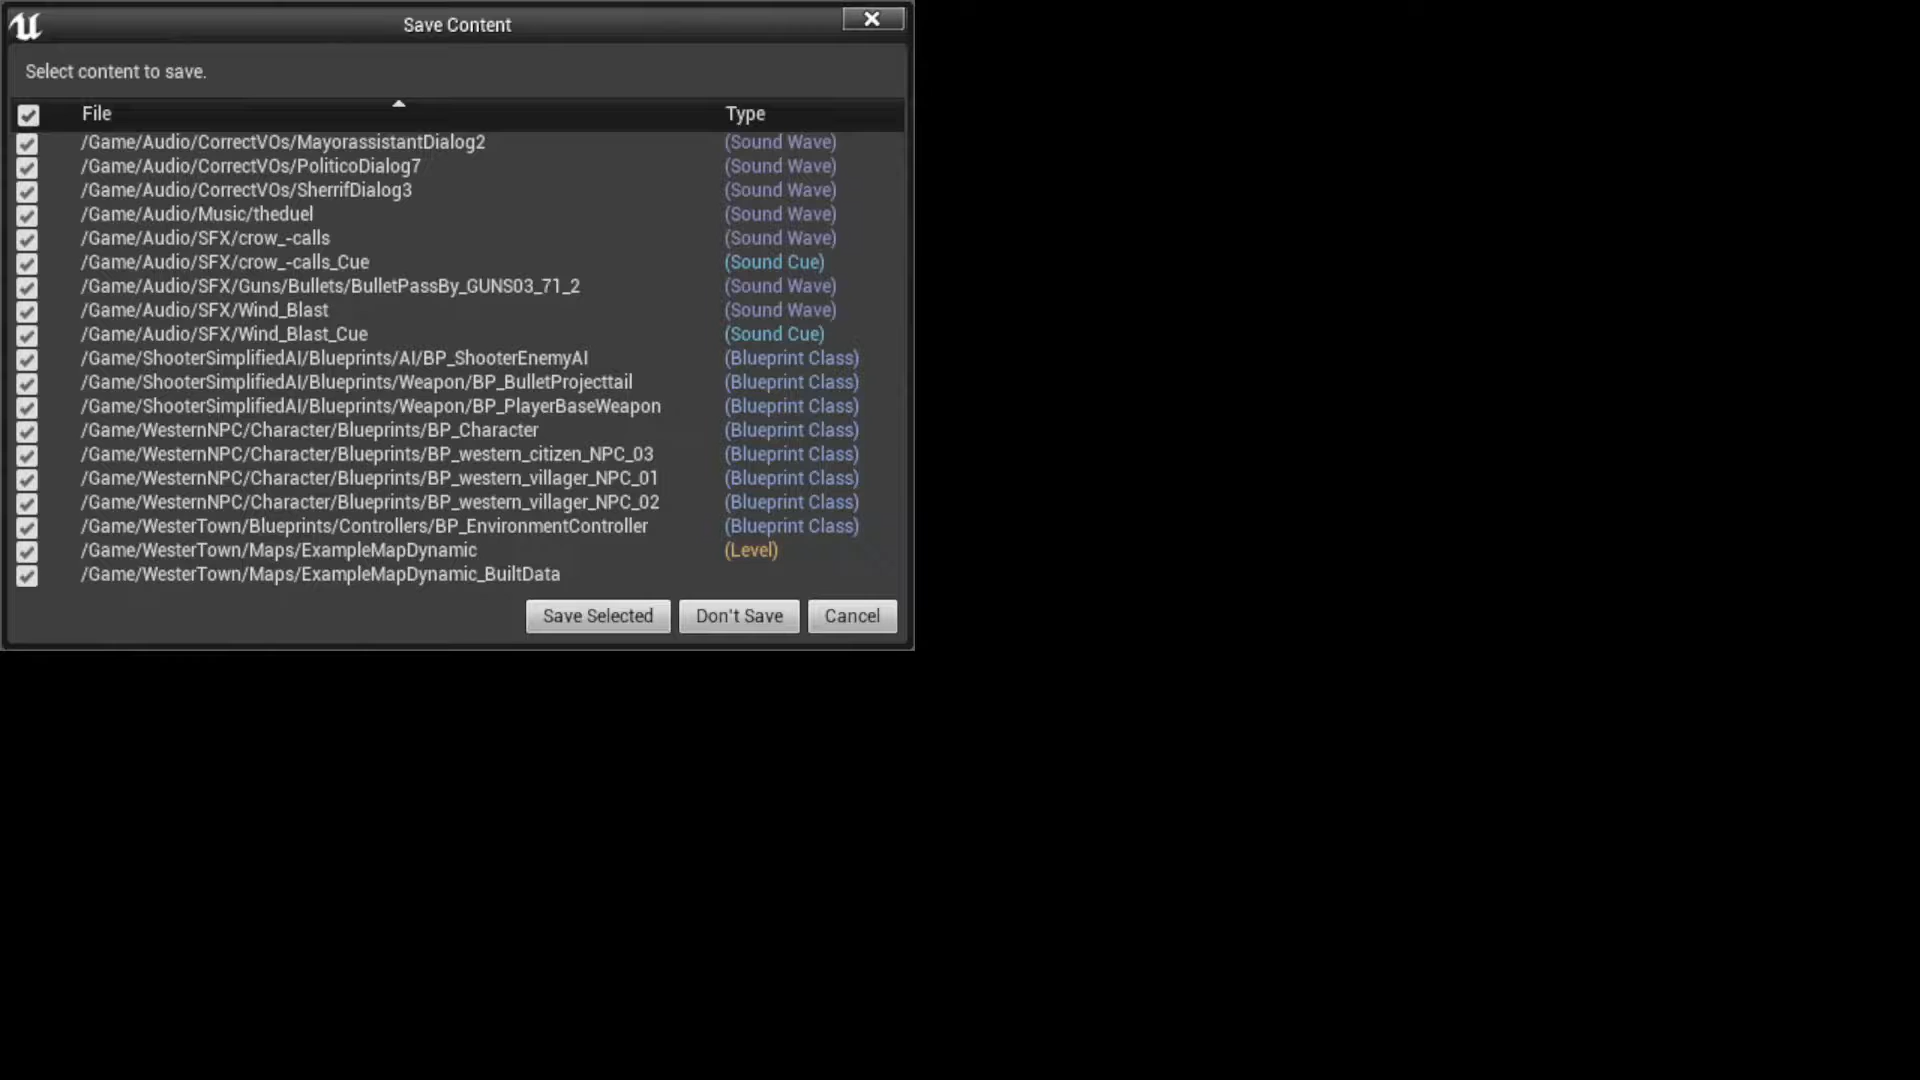 Save Content
Select content to save.
File Type
/Game/Audio/CorrectVOs/MayorassistantDialog2 (Sound Wave)
/Game/Audio/CorrectVOs/PoliticoDialog7 (Sound Wave)
/Game/Audio/CorrectVOs/SherrifDialog3 (Sound Wave)
/Game/Audio/Music/theduel (Sound Wave)
/Game/Audio/SFX/crow_-calls (Sound Wave)
/Game/Audio/SFX/crow_-calls_Cue (Sound Cue)
/Game/Audio/SFX/Guns/Bullets/BulletPassBy_GUNS03_71_2 (Sound Wave)
/Game/Audio/SFX/Wind_Blast (Sound Wave)
/Game/Audio/SFX/Wind_Blast_Cue (Sound Cue)
/Game/ShooterSimplifiedAI/Blueprints/AI/BP_ShooterEnemyAI (Blueprint Class)
/Game/ShooterSimplifiedAI/Blueprints/Weapon/BP_BulletProjecttail (Blueprint Class)
/Game/ShooterSimplifiedAI/Blueprints/Weapon/BP_PlayerBaseWeapon (Blueprint Class)
/Game/WesternNPC/Character/Blueprints/BP_Character (Blueprint Class)
/Game/WesternNPC/Character/Blueprints/BP_western_citizen_NPC_03 (Blueprint Class)
/Game/WesternNPC/Character/Blueprints/BP_western_villager_NPC_01 (Blueprint Class)
/Game/WesternNPC/Character/Blueprints/BP_western_villager_NPC_02 (Blueprint Class)
/Game/WesterTown/Blueprints/Controllers/BP_EnvironmentController (Blueprint Class)
/Game/WesterTown/Maps/ExampleMapDynamic (Level)
/Game/WesterTown/Maps/ExampleMapDynamic_BuiltData
Save Selected Don't Save Cancel